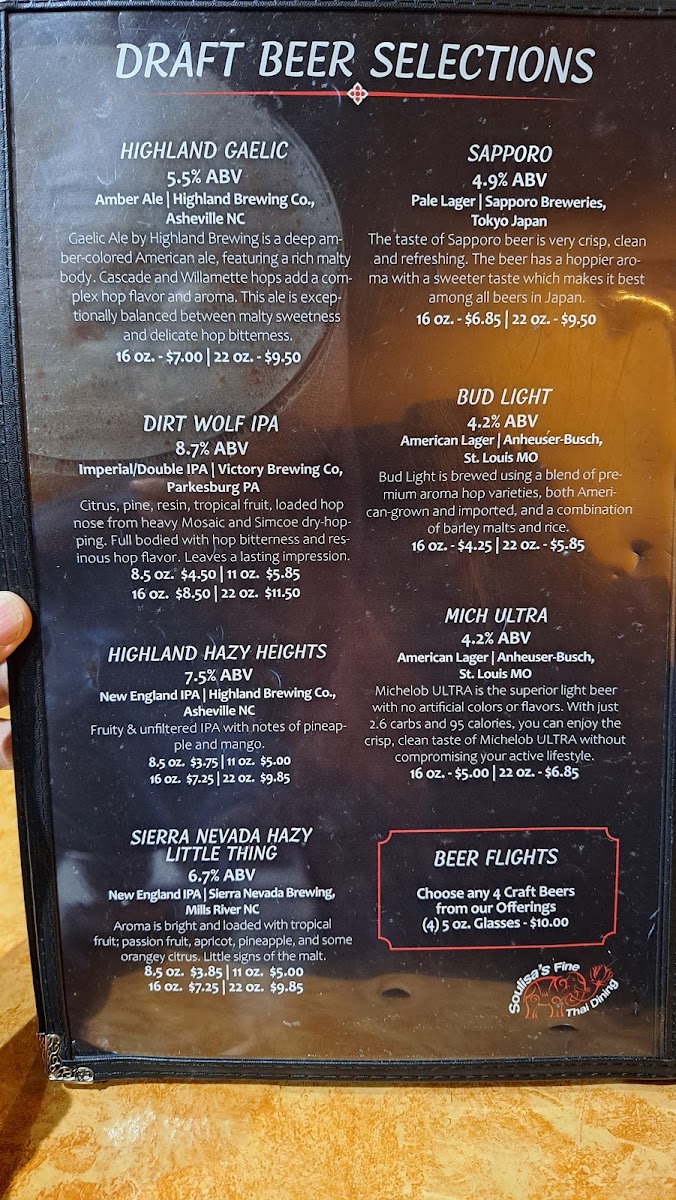 DRAFT BEER SELECTIONS
HIGHLAND GAELIC
5.5% ABV
Amber Ale | Highland Brewing Co.,
Asheville NC
Gaelic Ale by Highland Brewing is a deep am-
ber-colored American ale, featuring a rich malty
body. Cascade and Willamette hops add a com-
plex hop flavor and aroma. This ale is excep-
tionally balanced between malty sweetness
and delicate hop bitterness.
16 oz. - $7.00 | 22 oz. - $9.50
DIRT WOLF IPA
8.7% ABV
Imperial/Double IPA | Victory Brewing Co,
Parkesburg PA
Citrus, pine, resin, tropical fruit, loaded hop
nose from heavy Mosaic and Simcoe dry-hop-
ping. Full bodied with hop bitterness and res-
inous hop flavor. Leaves a lasting impression.
8.5 oz. $4.50 | 11 oz. $5.85
16 oz. $8.50 | 22 oz. $11.50
HIGHLAND HAZY HEIGHTS
7.5% ABV
New England IPA | Highland Brewing Co.,
Asheville NC
Fruity & unfiltered IPA with notes of pineap-
ple and mango.
8.5 oz. $3.75 | 11 oz. $5.00
16 oz. $7.25 | 22 oz. $9.85
SIERRA NEVADA HAZY
LITTLE THING
6.7% ABV
New England IPA | Sierra Nevada Brewing,
Mills River NC
Aroma is bright and loaded with tropical
fruit; passion fruit, apricot, pineapple, and some
orangey citrus. Little signs of the malt.
8.5 oz. $3.85 | 11 oz. $5.00
16 oz. $7.25 | 22 oz. $9.85
SAPPORO
4.9% ABV
Pale Lager | Sapporo Breweries,
Tokyo Japan
The taste of Sapporo beer is very crisp, clean
and refreshing. The beer has a hoppier aro-
ma with a sweeter taste which makes it best
among all beers in Japan.
16 oz. - $6.85 | 22 oz. - $9.50
BUD LIGHT
4.2% ABV
American Lager | Anheuser-Busch,
St. Louis MO
Bud Light is brewed using a blend of pre-
mium aroma hop varieties, both Ameri-
can-grown and imported, and a combination
of barley malts and rice.
16 oz. - $4.25 | 22 oz. - $5.85
MICH ULTRA
4.2% ABV
American Lager | Anheuser-Busch,
St. Louis MO
Michelob ULTRA is the superior light beer
with no artificial colors or flavors. With just
2.6 carbs and 95 calories, you can enjoy the
crisp, clean taste of Michelob ULTRA without
compromising your active lifestyle.
16 oz. - $5.00 | 22 oz. - $6.85
BEER FLIGHTS
Choose any 4 Craft Beers
from our Offerings
(4) 5 oz. Glasses - $10.00
Soulisa's Fine
Thai Dining